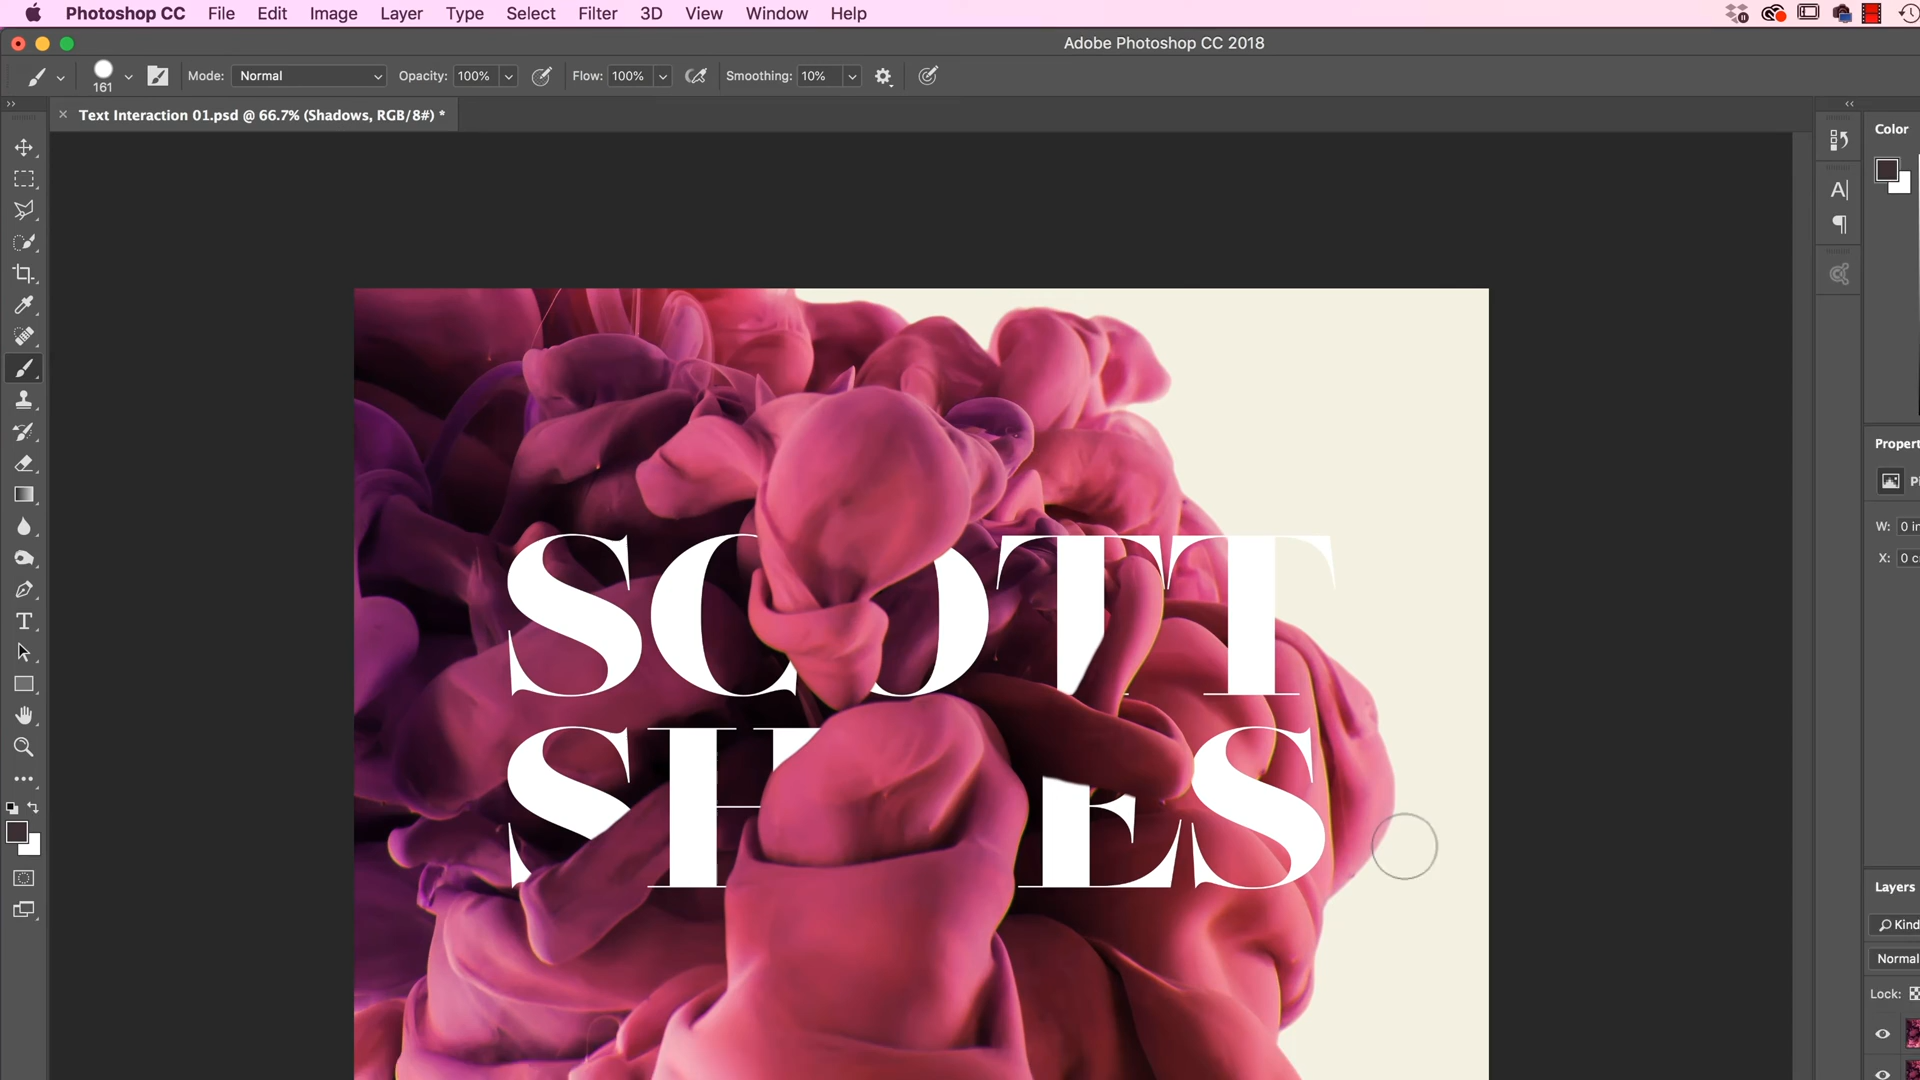 Photoshop CC File Edit Image Layer Type Select Filter 3D View Window Help
Adobe Photoshop CC 2018
161 Mode: Normal Opacity: 100% Flow: 100% Smoothing: 10%
Text Interaction 01.psd @ 66.7% (Shadows, RGB/8#) *
Color
SCOTT
SHOES
Propert
Pi
W: 0 in
X: 0 c
Layers
Kind
Normal
Lock: